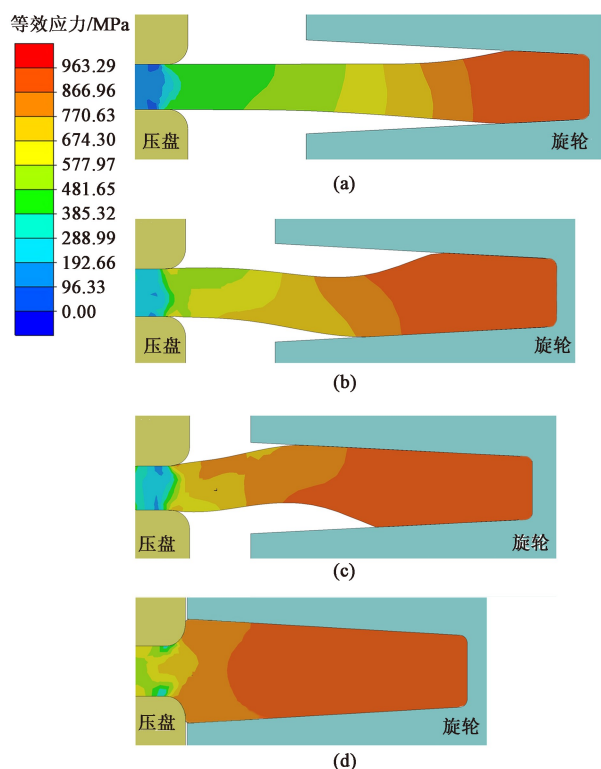 等效应力/MPa
963.29
866.96
770.63
674.30
577.97
481.65
385.32
288.99
192.66
96.33
0.00
压盘
旋轮
(a)
压盘
旋轮
(b)
压盘
旋轮
(c)
压盘
旋轮
(d)